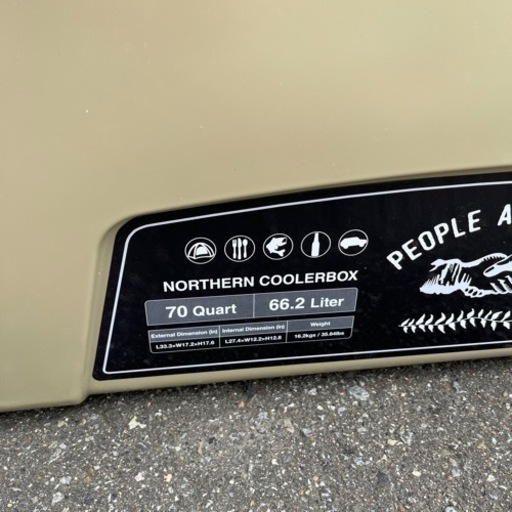 NORTHERN COOLERBOX
70 Quart 66.2 Liter
External Dimension (in) Internal Dimension (in) Weight
L33.3×W17.2×H17.6 L27.4×W12.2×H12.8 16.2kgs / 35.64lbs
PEOPLE A